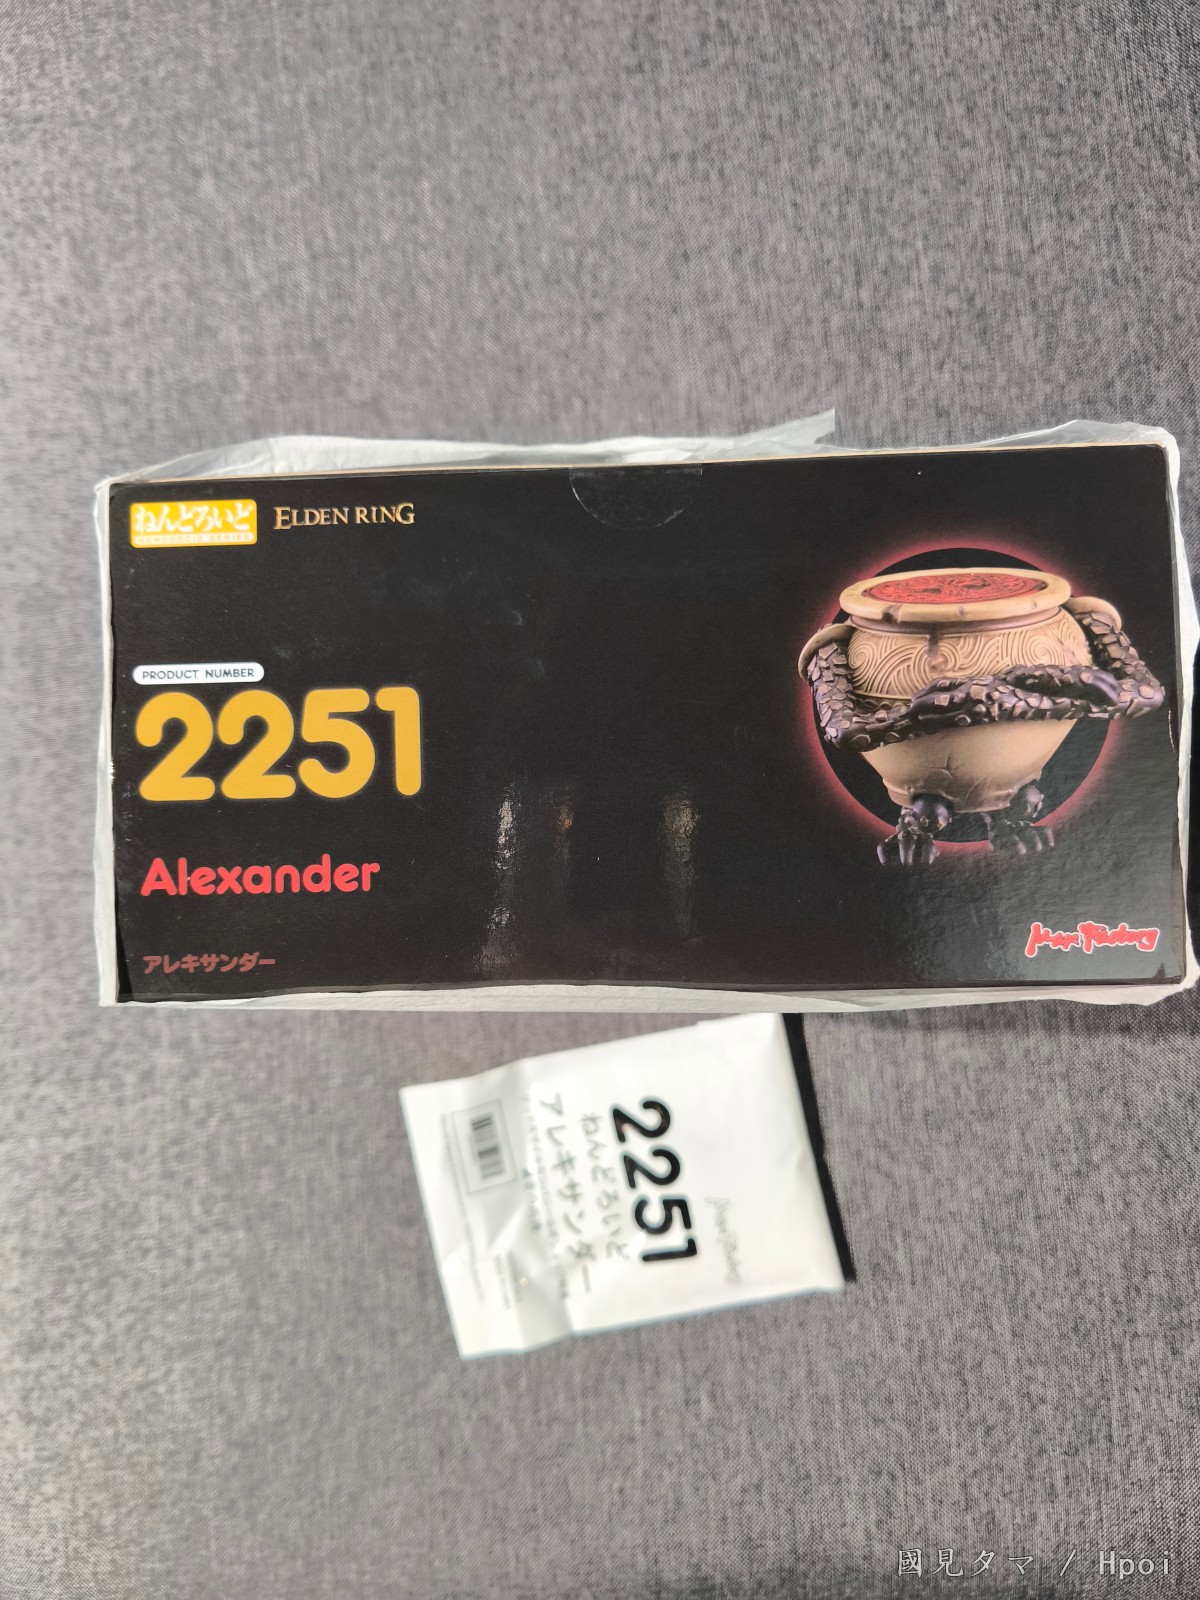 ねんどろいど
NENDOROID SERIES
ELDEN RING
PRODUCT NUMBER
2251
Alexander
アレキサンダー
Max Factory
Max Factory
2251
ねんどろいど
アレキサンダー
國見タマ / Hpoi